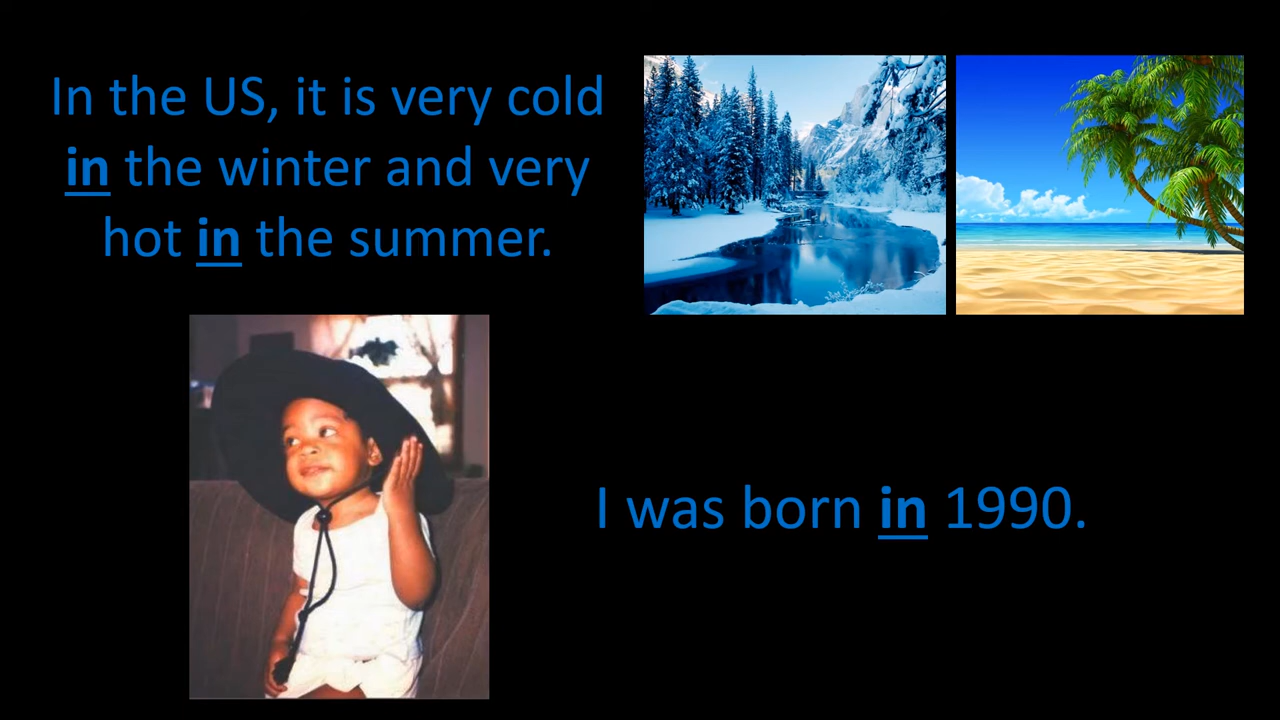 In the US, it is very cold
in the winter and very
hot in the summer.
I was born in 1990.